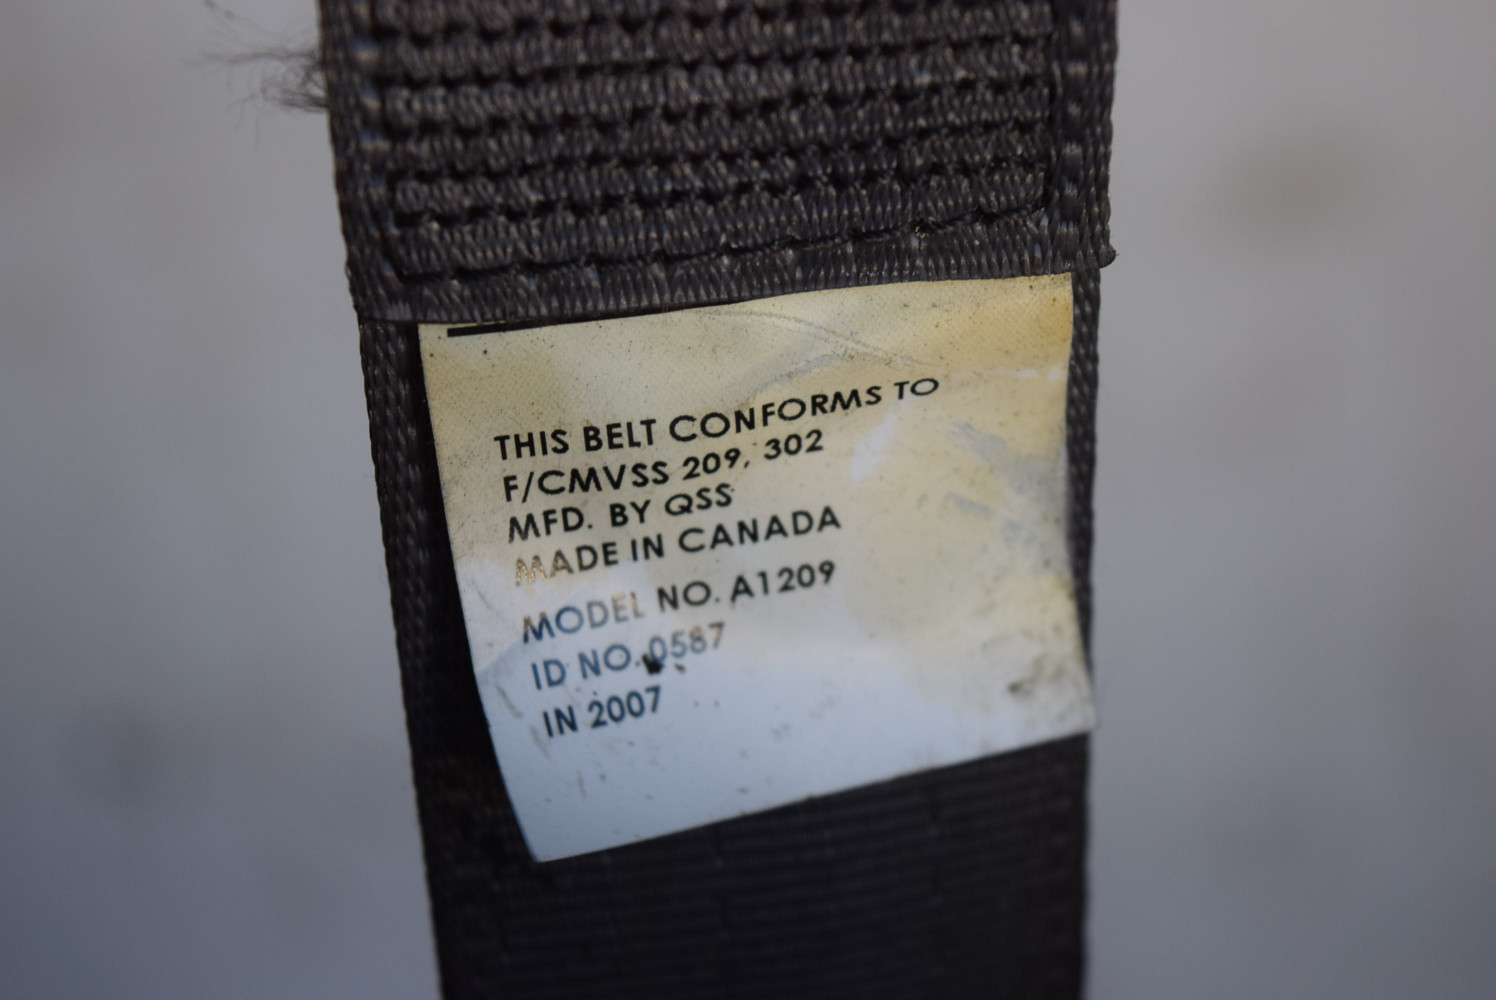 THIS BELT CONFORMS TO
F/CMVSS 209, 302
MFD. BY QSS
MADE IN CANADA
MODEL NO. A1209
ID NO. 0587
IN 2007